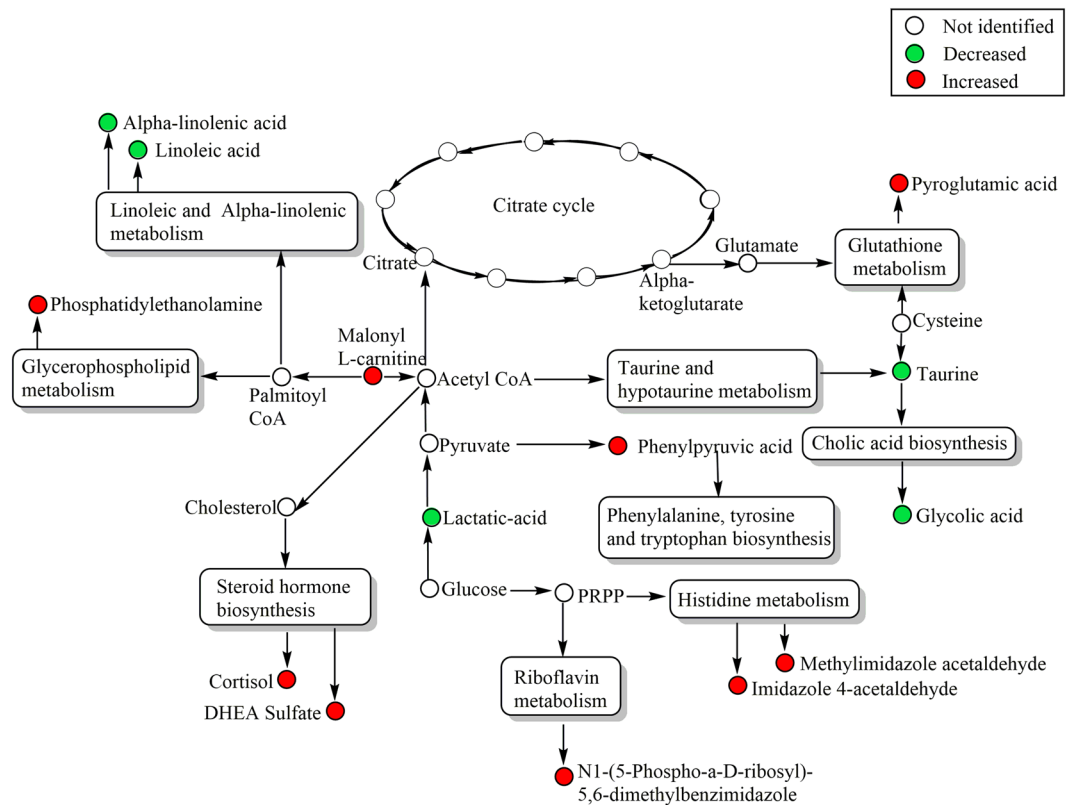 Not identified
Decreased
Increased
Alpha-linolenic acid
Linoleic acid
Linoleic and Alpha-linolenic
metabolism
Citrate cycle
Pyroglutamic acid
Glutathione
metabolism
Glutamate
Citrate
Alpha-
ketoglutarate
Phosphatidylethanolamine
Cysteine
Malonyl
L-carnitine
Glycerophospholipid
metabolism
Palmitoyl
CoA
Acetyl CoA
Taurine and
hypotaurine metabolism
Taurine
Pyruvate
Phenylpyruvic acid
Cholic acid biosynthesis
Cholesterol
Lactatic-acid
Phenylalanine, tyrosine
and tryptophan biosynthesis
Glycolic acid
Steroid hormone
biosynthesis
Glucose
PRPP
Histidine metabolism
Cortisol
DHEA Sulfate
Riboflavin
metabolism
Methylimidazole acetaldehyde
Imidazole 4-acetaldehyde
N1-(5-Phospho-a-D-ribosyl)-
5,6-dimethylbenzimidazole